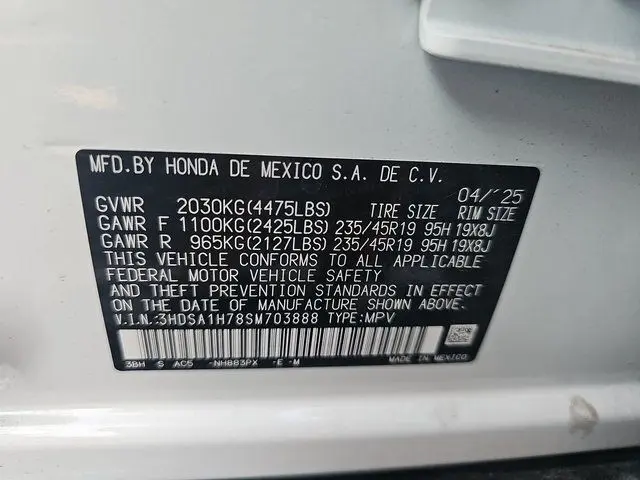 MFD.BY HONDA DE MEXICO S.A. DE C.V.
04/'25
GVWR 2030KG(4475LBS) TIRE SIZE RIM SIZE
GAWR F 1100KG(2425LBS) 235/45R19 95H 19X8J
GAWR R 965KG(2127LBS) 235/45R19 95H 19X8J
THIS VEHICLE CONFORMS TO ALL APPLICABLE
FEDERAL MOTOR VEHICLE SAFETY
AND THEFT PREVENTION STANDARDS IN EFFECT
ON THE DATE OF MANUFACTURE SHOWN ABOVE.
V.I.N.:3HDSA1H78SM703888 TYPE:MPV
3BH S AC5 -NH883PX -E -M MADE IN MEXICO